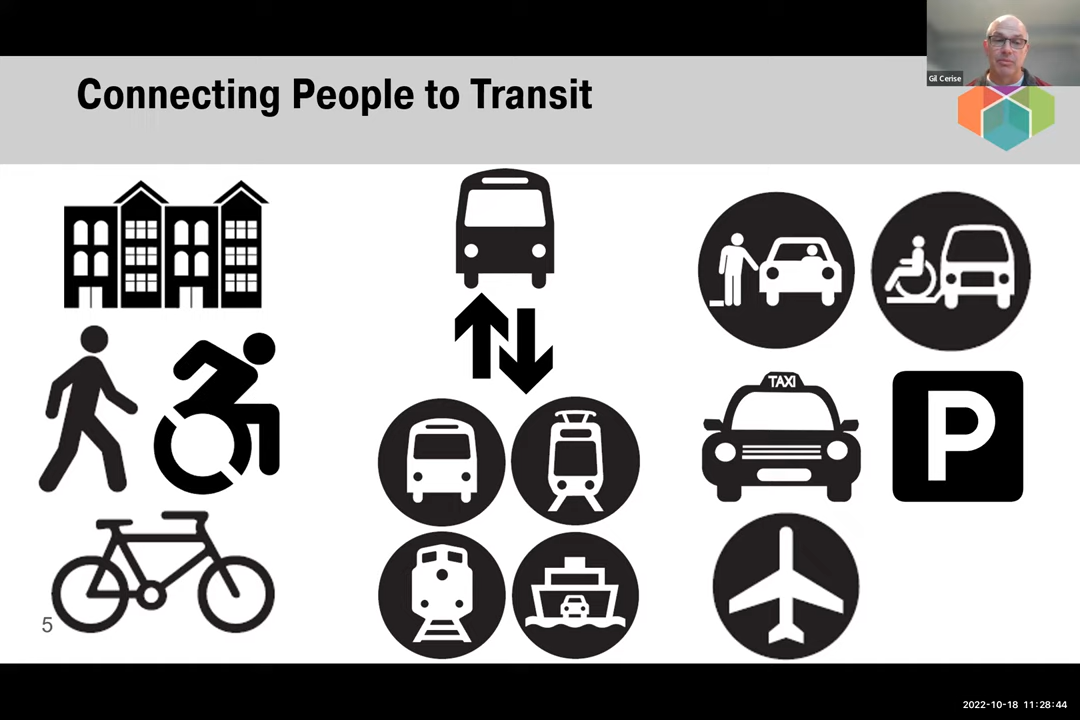 Connecting People to Transit
Gil Cerise
TAXI
P
5
2022-10-18 11:28:44